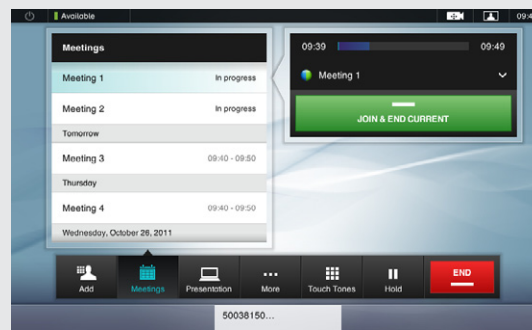 Available
09:4
Meetings
Meeting 1 In progress
Meeting 2 In progress
Tomorrow
Meeting 3 09:40 - 09:50
Thursday
Meeting 4 09:40 - 09:50
Wednesday, October 26, 2011
09:39 09:49
Meeting 1
JOIN & END CURRENT
Add
Meetings
Presentation
More
Touch Tones
Hold
END
50038150...